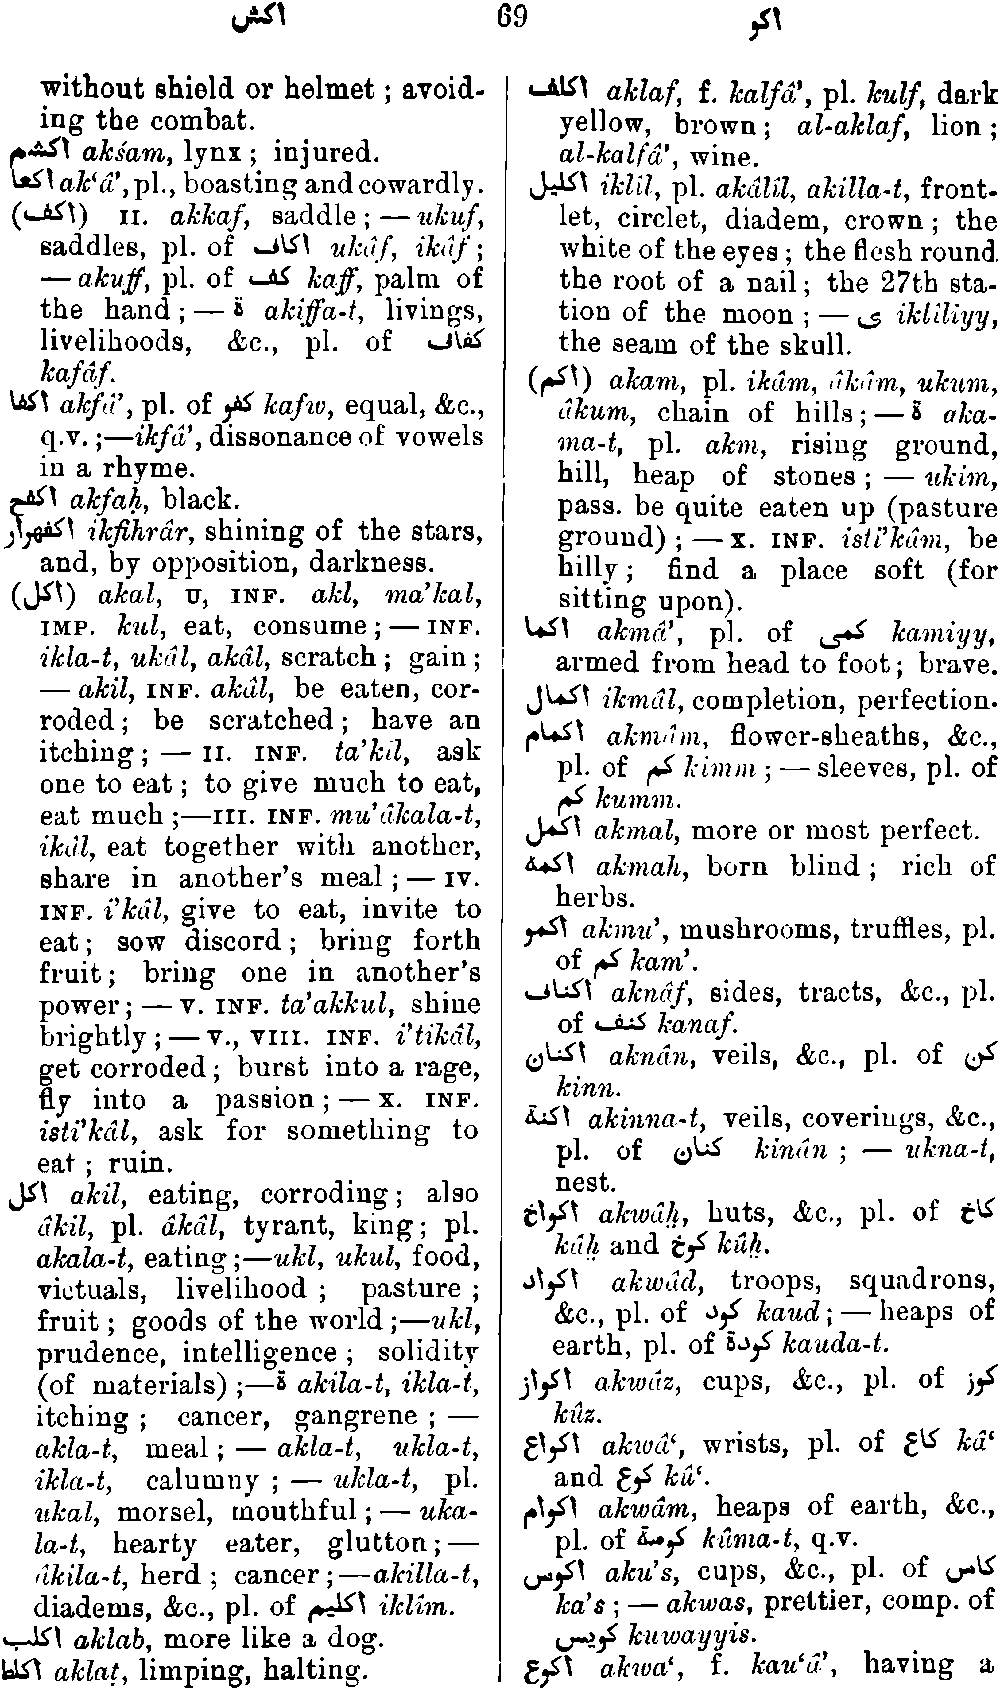 اكش 69 اكو
without shield or helmet ; avoid-
ing the combat.
اكشم akśam, lynx ; injured.
اكعا ak‘â’, pl., boasting and cowardly.
(اكف) II. akkaf, saddle ; — ukuf,
saddles, pl. of اكاف ukâf, ikâf ;
— akuff, pl. of كف kaff, palm of
the hand ; — ة akiffa-t, livings,
livelihoods, &c., pl. of كفاف
kafâf.
اكفا akfâ’, pl. of كفو kafw, equal, &c.,
q.v. ;—ikfâ’, dissonance of vowels
in a rhyme.
اكفح akfaḥ, black.
اكفهرار ikfihrâr, shining of the stars,
and, by opposition, darkness.
(اكل) akal, U, INF. akl, ma’kal,
IMP. kul, eat, consume ; — INF.
ikla-t, ukâl, akâl, scratch ; gain ;
— akil, INF. akâl, be eaten, cor-
roded ; be scratched ; have an
itching ; — II. INF. ta’kîl, ask
one to eat ; to give much to eat,
eat much ;—III. INF. mu’âkala-t,
ikâl, eat together with another,
share in another’s meal ; — IV.
INF. î’kâl, give to eat, invite to
eat ; sow discord ; bring forth
fruit ; bring one in another’s
power ; — V. INF. ta’akkul, shine
brightly ; — V., VIII. INF. i’tikâl,
get corroded ; burst into a rage,
fly into a passion ; — X. INF.
isti’kâl, ask for something to
eat ; ruin.
اكل akil, eating, corroding ; also
âkil, pl. âkâl, tyrant, king ; pl.
akala-t, eating ;—ukl, ukul, food,
victuals, livelihood ; pasture ;
fruit ; goods of the world ;—ukl,
prudence, intelligence ; solidity
(of materials) ;—ة akila-t, ikla-t,
itching ; cancer, gangrene ; —
akla-t, meal ; — akla-t, ukla-t,
ikla-t, calumny ; — ukla-t, pl.
ukal, morsel, mouthful ; — uka-
la-t, hearty eater, glutton ; —
âkila-t, herd ; cancer ;—akilla-t,
diadems, &c., pl. of اكليم iklîm.
اكلب aklab, more like a dog.
اكلط aklaṭ, limping, halting.
اكلف aklaf, f. kalfâ’, pl. kulf, dark
yellow, brown ; al-aklaf, lion ;
al-kalfâ’, wine.
اكليل iklîl, pl. akâlîl, akilla-t, front-
let, circlet, diadem, crown ; the
white of the eyes ; the flesh round
the root of a nail ; the 27th sta-
tion of the moon ; — ى iklîliyy,
the seam of the skull.
(اكم) akam, pl. ikâm, âkâm, ukum,
âkum, chain of hills ; — ة aka-
ma-t, pl. akm, rising ground,
hill, heap of stones ; — ukim,
pass. be quite eaten up (pasture
ground) ; — X. INF. isti’kâm, be
hilly ; find a place soft (for
sitting upon).
اكما akmâ’, pl. of كمى kamiyy,
armed from head to foot ; brave.
اكمال ikmâl, completion, perfection.
اكمام akmâm, flower-sheaths, &c.,
pl. of كم kimm ; — sleeves, pl. of
كم kumm.
اكمل akmal, more or most perfect.
اكمه akmah, born blind ; rich of
herbs.
اكمو akmu’, mushrooms, truffles, pl.
of كم kam’.
اكناف aknâf, sides, tracts, &c., pl.
of كنف kanaf.
اكنان aknân, veils, &c., pl. of كن
kinn.
اكنة akinna-t, veils, coverings, &c.,
pl. of كنان kinân ; — ukna-t,
nest.
اكواخ akwâḫ, huts, &c., pl. of كاخ
kâḫ and كوخ kûḫ.
اكواد akwâd, troops, squadrons,
&c., pl. of كود kaud ; — heaps of
earth, pl. of كودة kauda-t.
اكواز akwâz, cups, &c., pl. of كوز
kûz.
اكواع akwâ‘, wrists, pl. of كاع kâ‘
and كوع kû‘.
اكوام akwâm, heaps of earth, &c.,
pl. of كومة kûma-t, q.v.
اكوس aku’s, cups, &c., pl. of كاس
ka’s ; — akwas, prettier, comp. of
كويس kuwayyis.
اكوع akwa‘, f. kau‘â’, having a